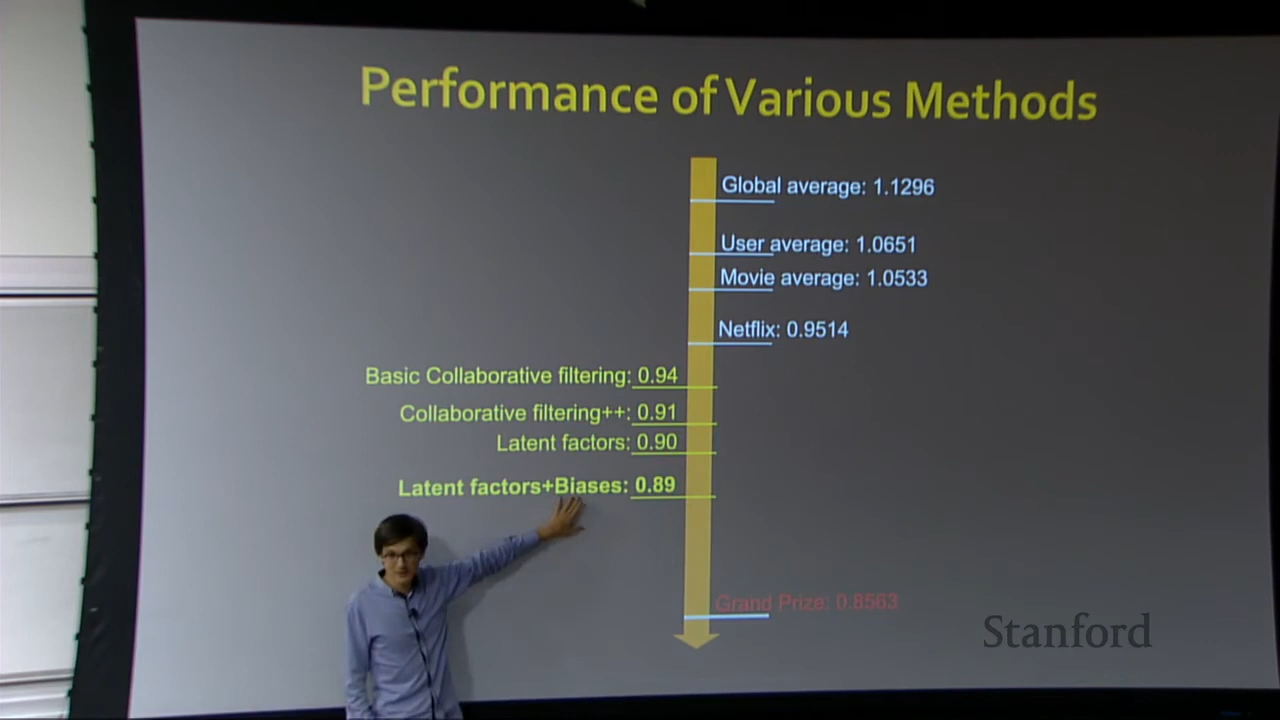 Performance of Various Methods
Global average: 1.1296
User average: 1.0651
Movie average: 1.0533
Netflix: 0.9514
Basic Collaborative filtering: 0.94
Collaborative filtering++: 0.91
Latent factors: 0.90
Latent factors+Biases: 0.89
Grand Prize: 0.8563
Stanford